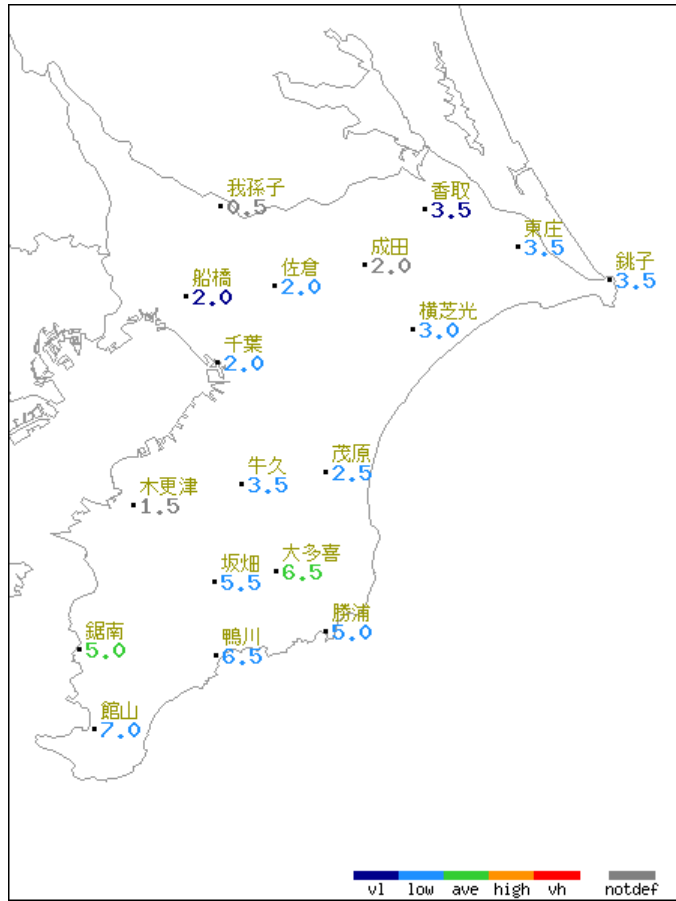 我孫子
0.5
香取
3.5
東庄
3.5
成田
2.0
銚子
3.5
佐倉
2.0
船橋
2.0
横芝光
3.0
千葉
2.0
茂原
2.5
牛久
3.5
木更津
1.5
大多喜
6.5
坂畑
5.5
勝浦
5.0
鋸南
5.0
鴨川
6.5
館山
7.0
vl low ave high vh notdef